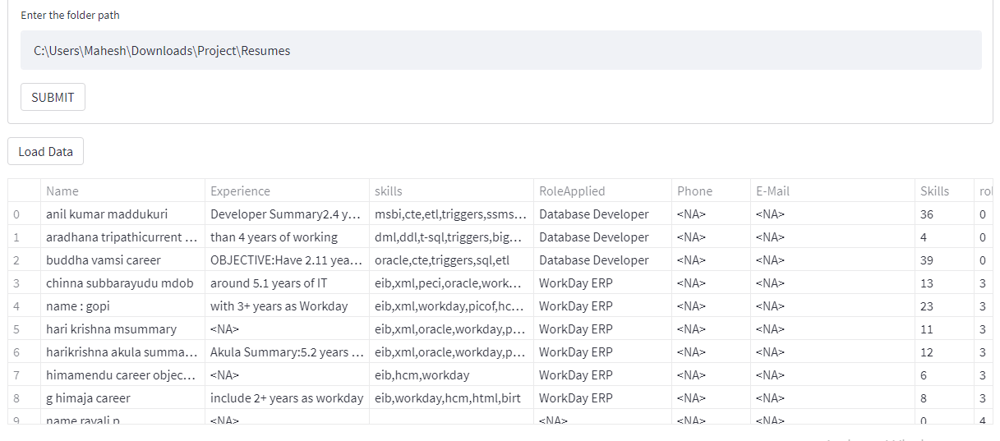 Enter the folder path
C:\Users\Mahesh\Downloads\Project\Resumes
SUBMIT
Load Data
Name Experience skills RoleApplied Phone E-Mail Skills rol
0 anil kumar maddukuri Developer Summary2.4 y… msbi,cte,etl,triggers,ssms… Database Developer <NA> <NA> 36 0
1 aradhana tripathicurrent … than 4 years of working dml,ddl,t-sql,triggers,big… Database Developer <NA> <NA> 4 0
2 buddha vamsi career OBJECTIVE:Have 2.11 yea… oracle,cte,triggers,sql,etl Database Developer <NA> <NA> 39 0
3 chinna subbarayudu mdob around 5.1 years of IT eib,xml,peci,oracle,work… WorkDay ERP <NA> <NA> 13 3
4 name : gopi with 3+ years as Workday eib,xml,workday,picof,hc… WorkDay ERP <NA> <NA> 23 3
5 hari krishna msummary <NA> eib,xml,oracle,workday,p… WorkDay ERP <NA> <NA> 11 3
6 harikrishna akula summa… Akula Summary:5.2 years … eib,xml,oracle,workday,p… WorkDay ERP <NA> <NA> 12 3
7 himamendu career objec… <NA> eib,hcm,workday WorkDay ERP <NA> <NA> 6 3
8 g himaja career include 2+ years as workday eib,workday,hcm,html,birt WorkDay ERP <NA> <NA> 8 3
9 name ravali p <NA> <NA> <NA> <NA> 0 4